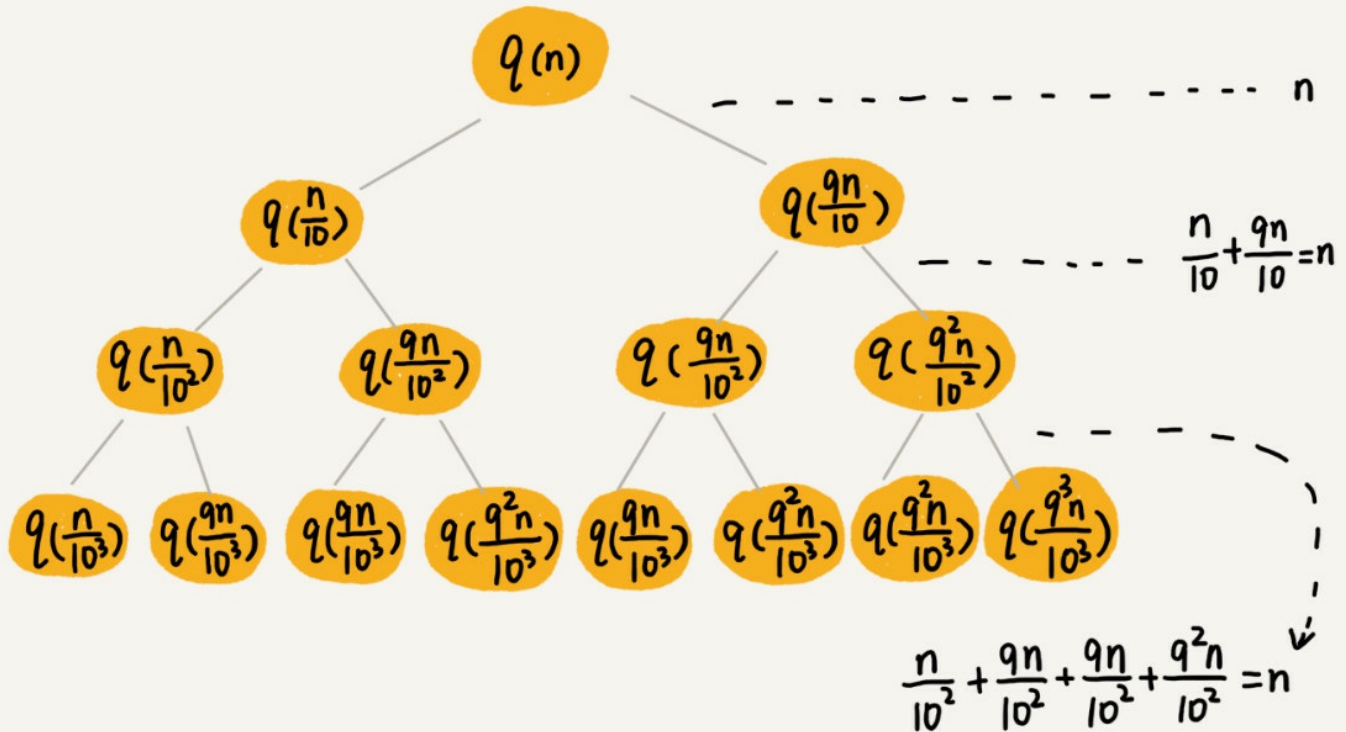 q(n)
n
q(n/10) q(9n/10)
n/10 + 9n/10 = n
q(n/10²) q(9n/10²) q(9n/10²) q(9²n/10²)
q(n/10³) q(9n/10³) q(9n/10³) q(9²n/10³) q(9n/10³) q(9²n/10³) q(9²n/10³) q(9³n/10³)
n/10² + 9n/10² + 9n/10² + 9²n/10² = n